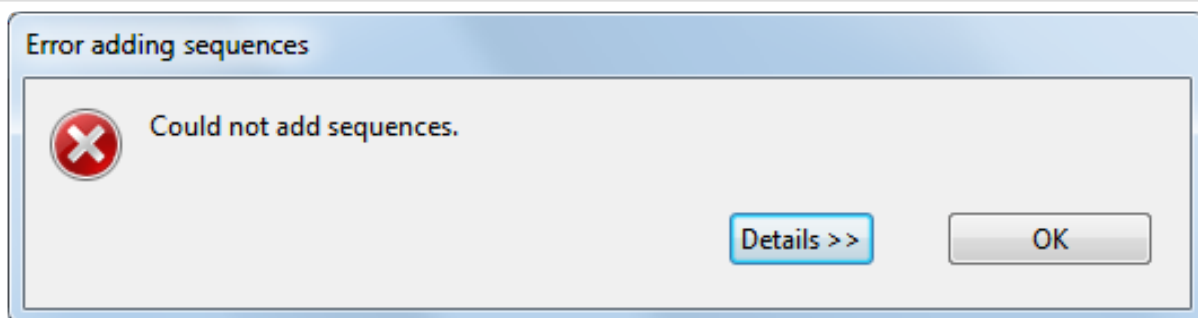 Error adding sequences
Could not add sequences.
Details >>
OK